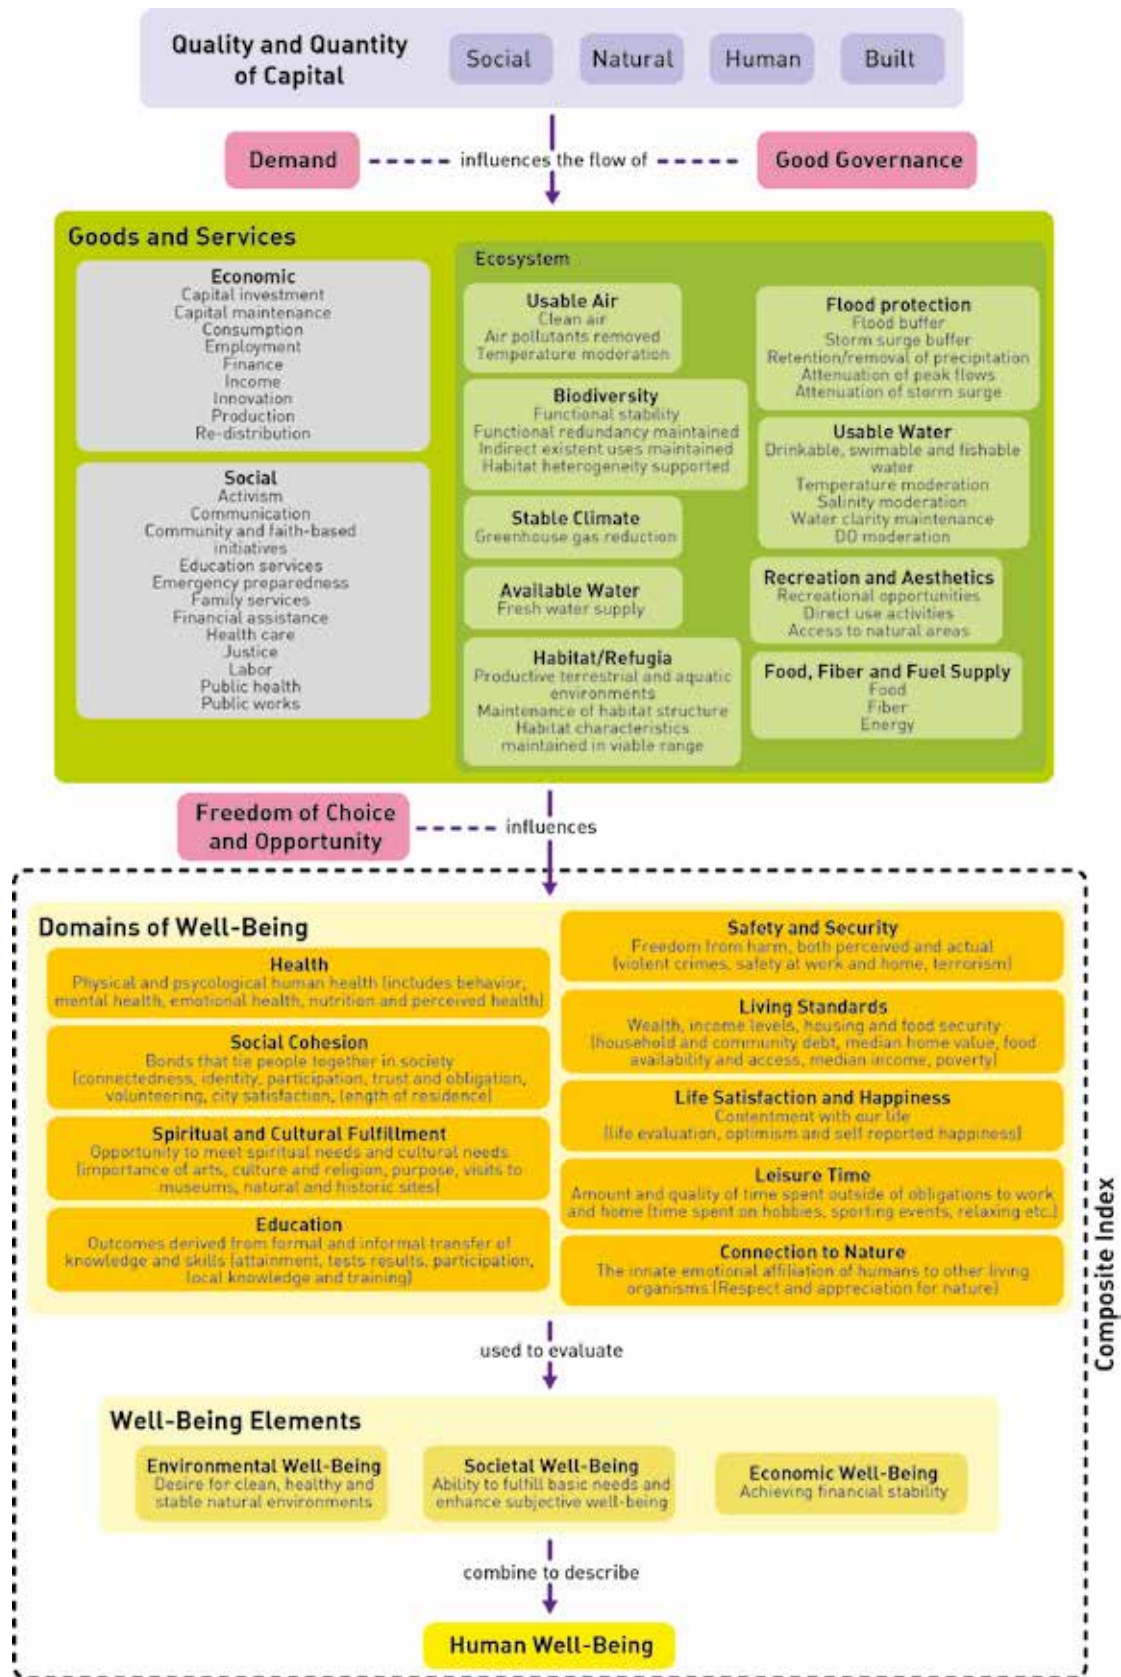 Quality and Quantity
of Capital
Social
Natural
Human
Built
Demand
influences the flow of
Good Governance
Goods and Services
Economic
Capital investment
Capital maintenance
Consumption
Employment
Finance
Income
Innovation
Production
Re-distribution
Social
Activism
Communication
Community and faith-based
initiatives
Education services
Emergency preparedness
Family services
Financial assistance
Health care
Justice
Labor
Public health
Public works
Ecosystem
Usable Air
Clean air
Air pollutants removed
Temperature moderation
Biodiversity
Functional stability
Functional redundancy maintained
Indirect existent uses maintained
Habitat heterogeneity supported
Stable Climate
Greenhouse gas reduction
Available Water
Fresh water supply
Habitat/Refugia
Productive terrestrial and aquatic
environments
Maintenance of habitat structure
Habitat characteristics
maintained in viable range
Flood protection
Flood buffer
Storm surge buffer
Retention/removal of precipitation
Attenuation of peak flows
Attenuation of storm surge
Usable Water
Drinkable, swimable and fishable
water
Temperature moderation
Salinity moderation
Water clarity maintenance
DO moderation
Recreation and Aesthetics
Recreational opportunities
Direct use activities
Access to natural areas
Food, Fiber and Fuel Supply
Food
Fiber
Energy
Freedom of Choice
and Opportunity
influences
Domains of Well-Being
Health
Physical and psycological human health (includes behavior,
mental health, emotional health, nutrition and perceived health)
Social Cohesion
Bonds that tie people together in society
(connectedness, identity, participation, trust and obligation,
volunteering, city satisfaction, length of residence)
Spiritual and Cultural Fulfillment
Opportunity to meet spiritual needs and cultural needs
(importance of arts, culture and religion, purpose, visits to
museums, natural and historic sites)
Education
Outcomes derived from formal and informal transfer of
knowledge and skills (attainment, tests results, participation,
local knowledge and training)
Safety and Security
Freedom from harm, both perceived and actual
(violent crimes, safety at work and home, terrorism)
Living Standards
Wealth, income levels, housing and food security
(household and community debt, median home value, food
availability and access, median income, poverty)
Life Satisfaction and Happiness
Contentment with our life
(life evaluation, optimism and self reported happiness)
Leisure Time
Amount and quality of time spent outside of obligations to work
and home (time spent on hobbies, sporting events, relaxing etc.)
Connection to Nature
The innate emotional affiliation of humans to other living
organisms (Respect and appreciation for nature)
Composite Index
used to evaluate
Well-Being Elements
Environmental Well-Being
Desire for clean, healthy and
stable natural environments
Societal Well-Being
Ability to fulfill basic needs and
enhance subjective well-being
Economic Well-Being
Achieving financial stability
combine to describe
Human Well-Being